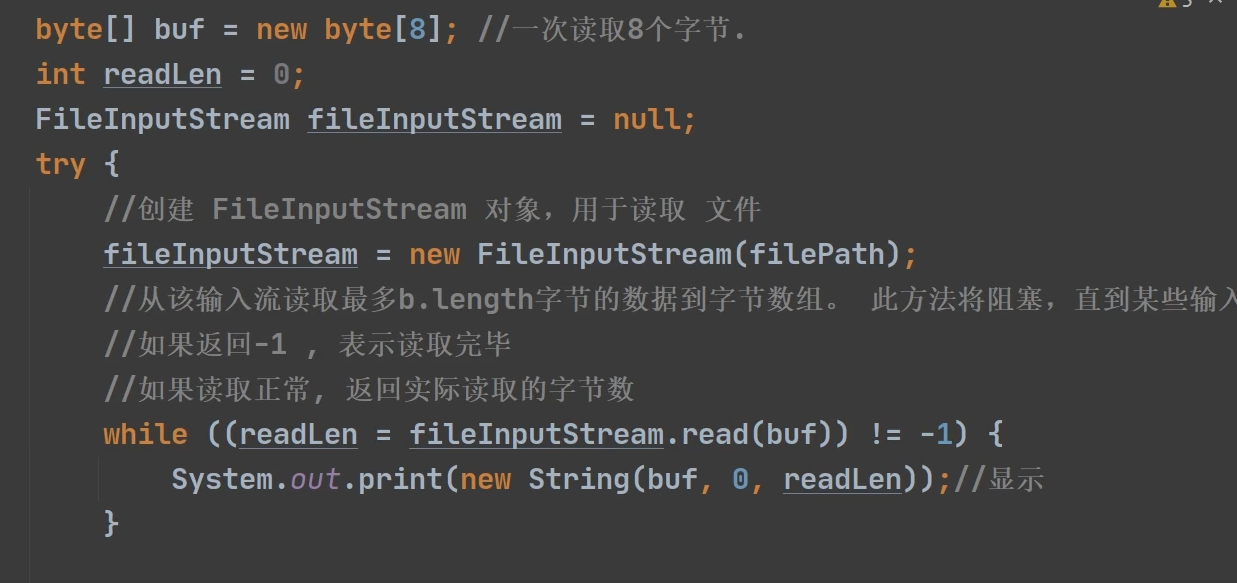 5
byte[] buf = new byte[8]; //一次读取8个字节.
int readLen = 0;
FileInputStream fileInputStream = null;
try {
//创建 FileInputStream 对象，用于读取 文件
fileInputStream = new FileInputStream(filePath);
//从该输入流读取最多b.length字节的数据到字节数组。 此方法将阻塞，直到某些输入
//如果返回-1 , 表示读取完毕
//如果读取正常, 返回实际读取的字节数
while ((readLen = fileInputStream.read(buf)) != -1) {
System.out.print(new String(buf, 0, readLen));//显示
}